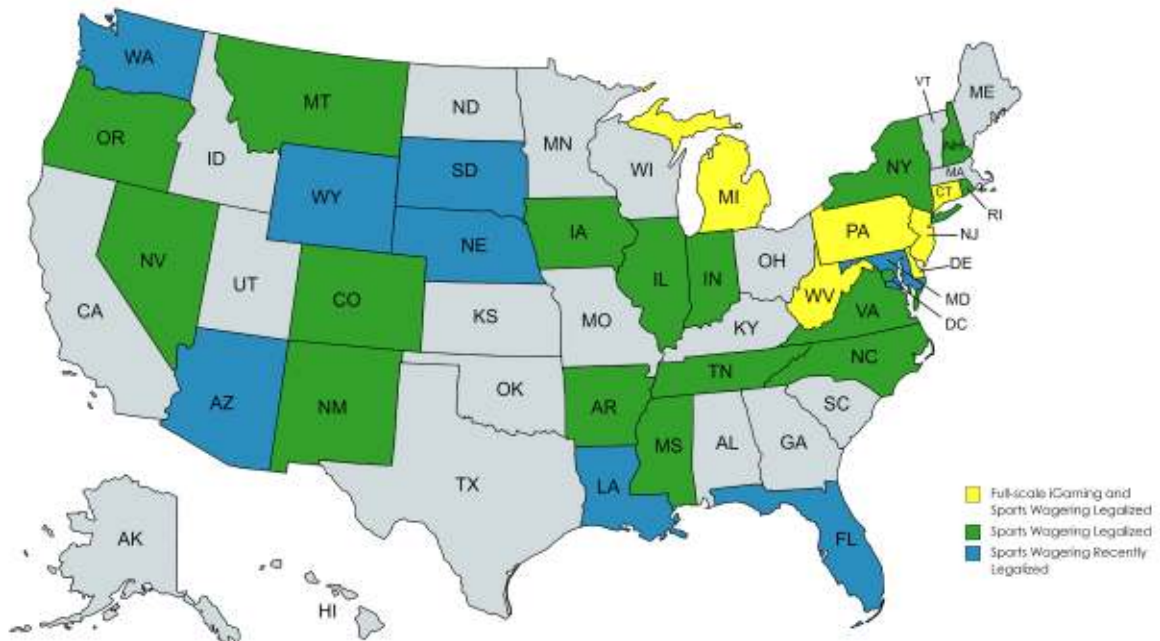 WA
MT
ND
MN
VT
ME
OR
ID
SD
WI
NY
NH
MA
WY
MI
CT
RI
NE
IA
PA
NJ
NV
UT
CO
IL
IN
OH
DE
CA
KS
MO
WV
VA
MD
KY
DC
AZ
NM
OK
AR
TN
NC
SC
MS
AL
GA
TX
LA
FL
AK
HI
Full-scale iGaming and
Sports Wagering Legalized
Sports Wagering Legalized
Sports Wagering Recently
Legalized